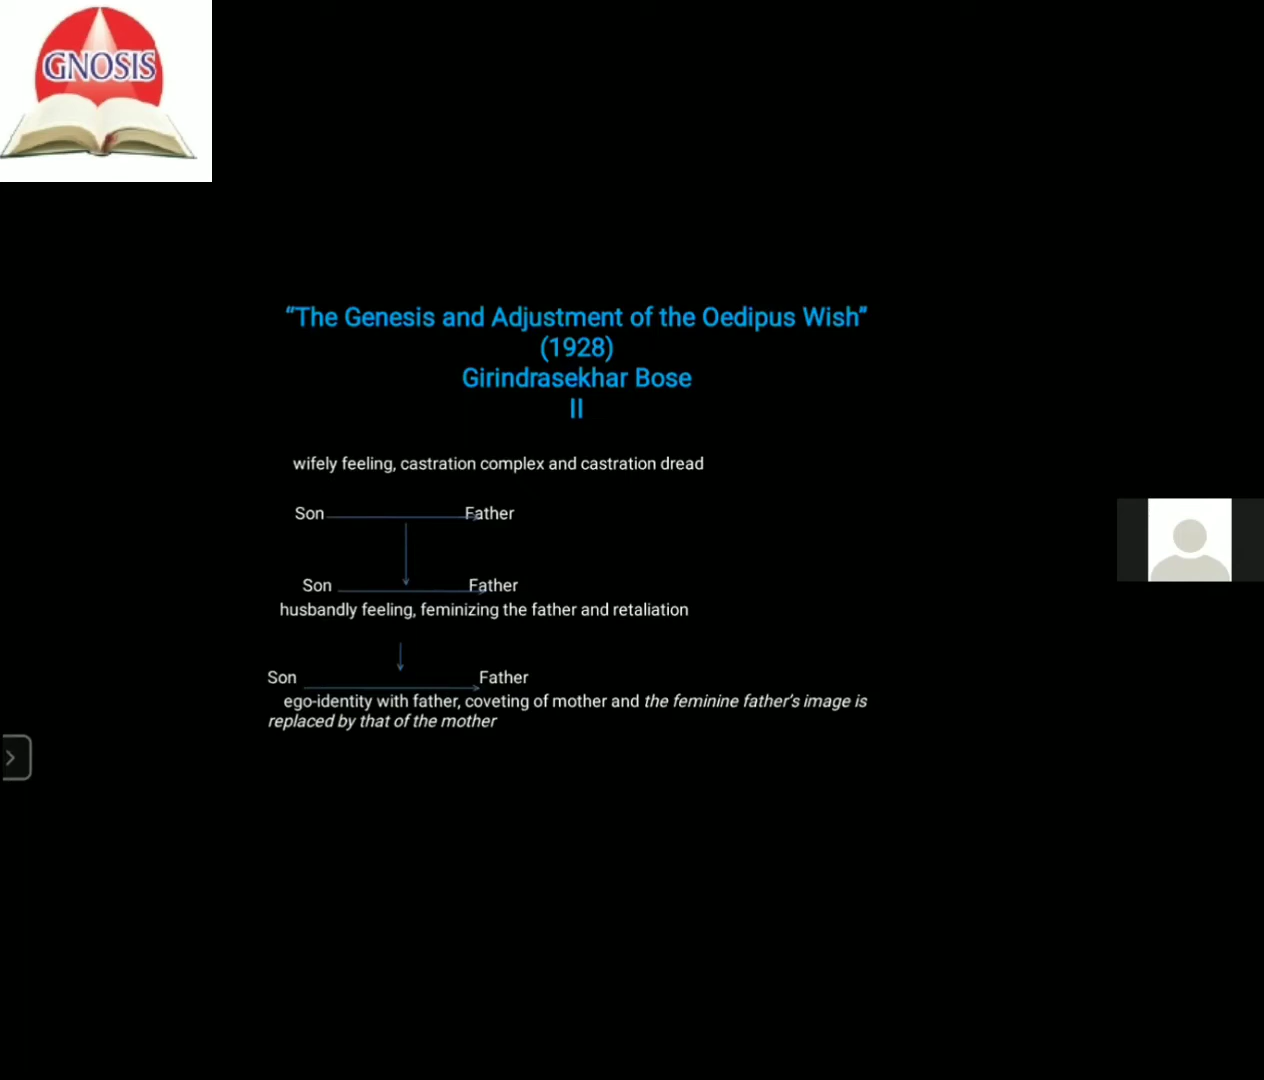 GNOSIS
“The Genesis and Adjustment of the Oedipus Wish”
(1928)
Girindrasekhar Bose
II
wifely feeling, castration complex and castration dread
Son Father
Son Father
husbandly feeling, feminizing the father and retaliation
Son Father
ego-identity with father, coveting of mother and the feminine father’s image is
replaced by that of the mother